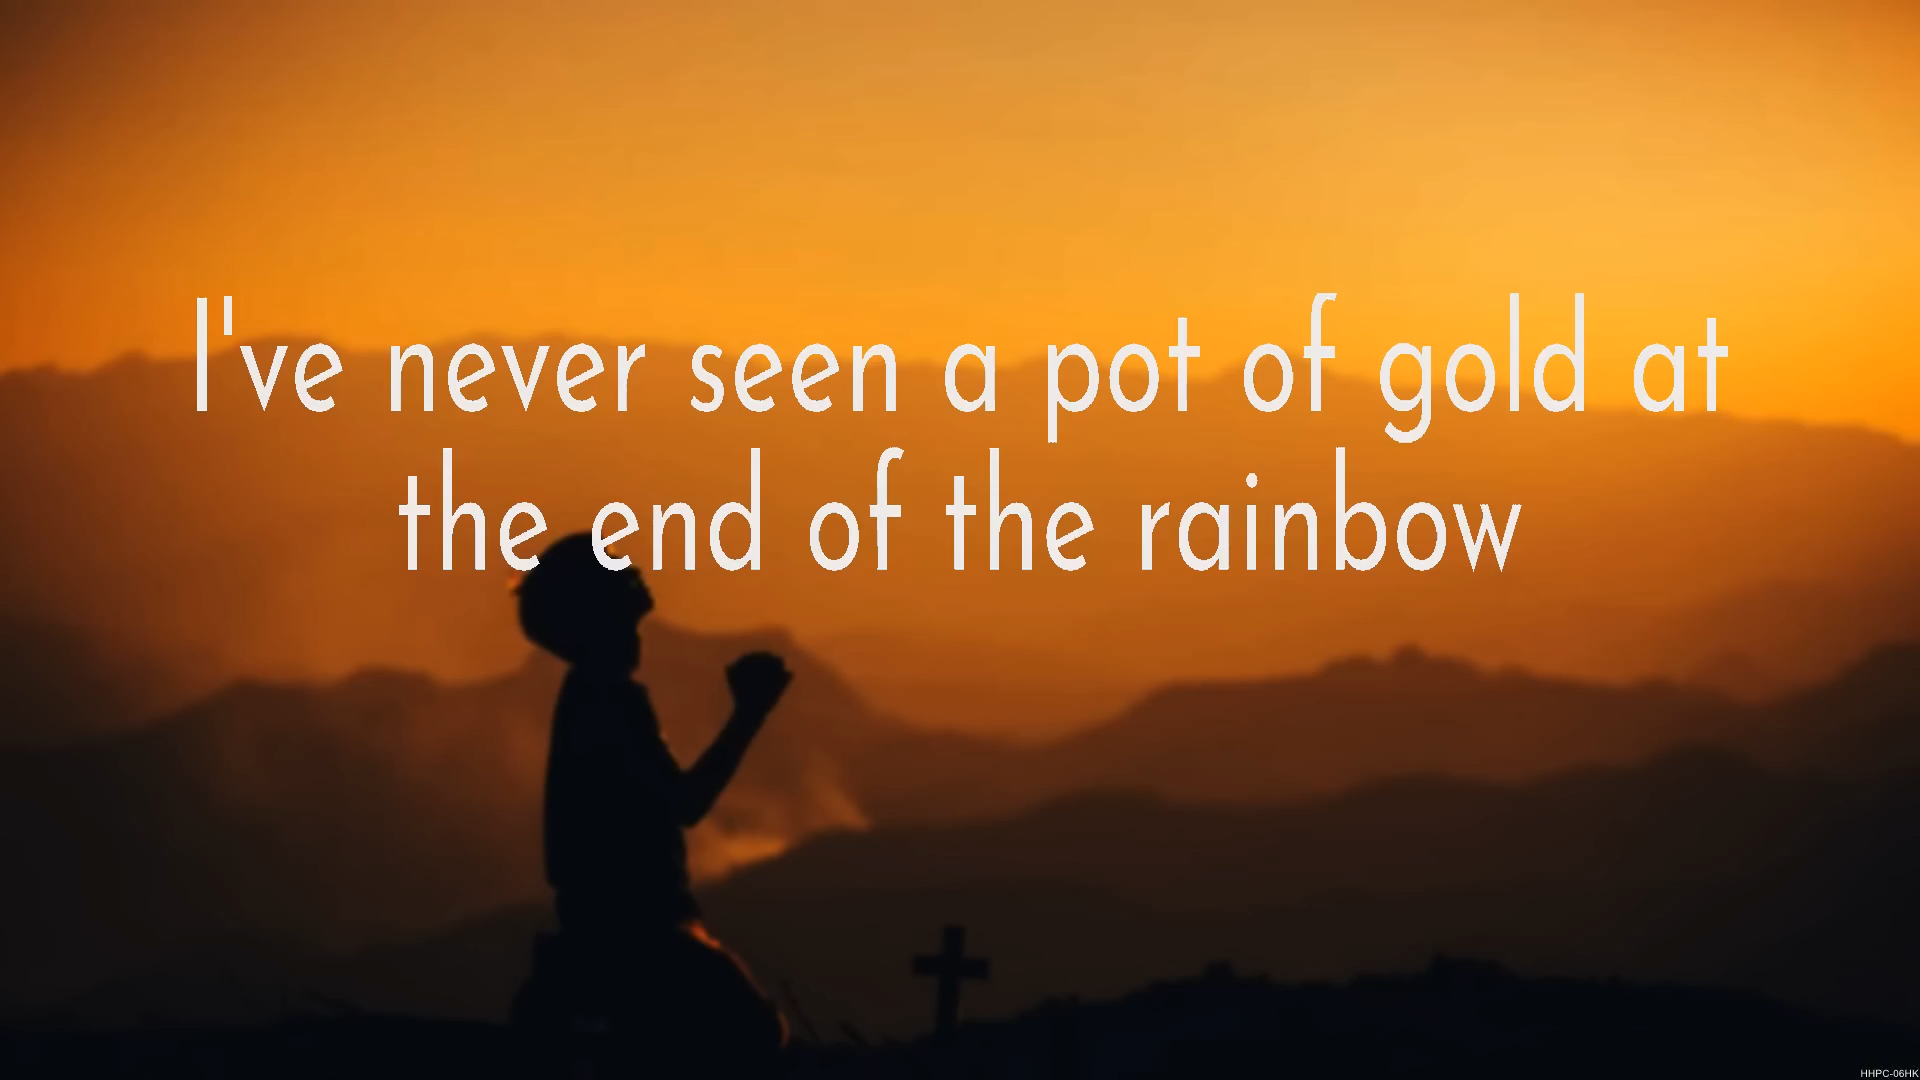 I've never seen a pot of gold at
the end of the rainbow
HHPC-06HK